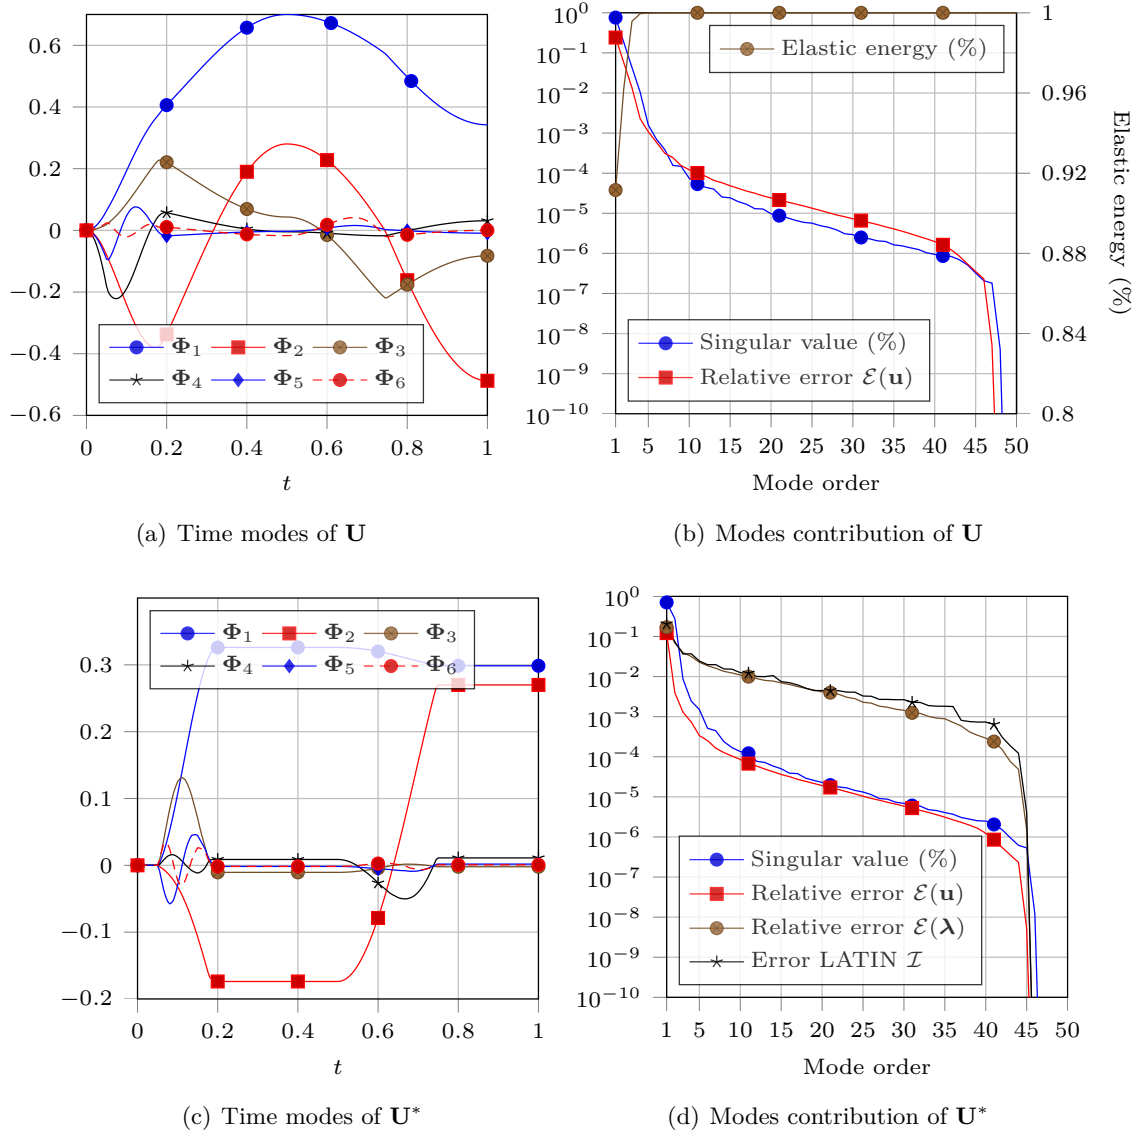 0.6
0.4
0.2
0
−0.2
−0.4
−0.6
0 0.2 0.4 0.6 0.8 1
t
Φ1 Φ2 Φ3
Φ4 Φ5 Φ6
(a) Time modes of U
10^0
10^−1
10^−2
10^−3
10^−4
10^−5
10^−6
10^−7
10^−8
10^−9
10^−10
1 5 10 15 20 25 30 35 40 45 50
Mode order
1
0.96
0.92
0.88
0.84
0.8
Elastic energy (%)
Elastic energy (%)
Singular value (%)
Relative error ℰ(u)
(b) Modes contribution of U
0.3
0.2
0.1
0
−0.1
−0.2
0 0.2 0.4 0.6 0.8 1
t
Φ1 Φ2 Φ3
Φ4 Φ5 Φ6
(c) Time modes of U*
10^0
10^−1
10^−2
10^−3
10^−4
10^−5
10^−6
10^−7
10^−8
10^−9
10^−10
1 5 10 15 20 25 30 35 40 45 50
Mode order
Singular value (%)
Relative error ℰ(u)
Relative error ℰ(λ)
Error LATIN ℐ
(d) Modes contribution of U*